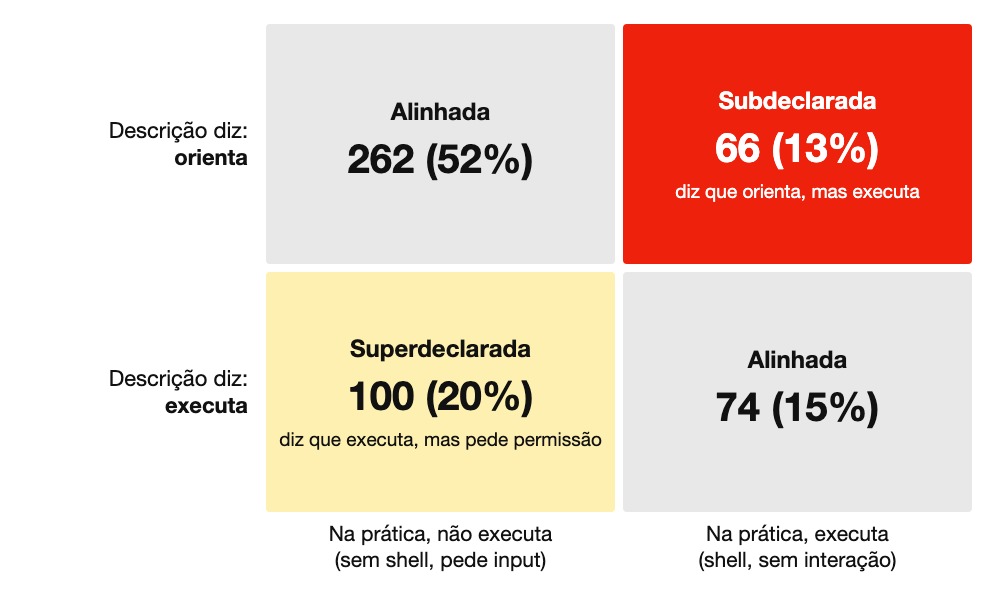 Descrição diz:
orienta
Alinhada
262 (52%)
Subdeclarada
66 (13%)
diz que orienta, mas executa
Descrição diz:
executa
Superdeclarada
100 (20%)
diz que executa, mas pede permissão
Alinhada
74 (15%)
Na prática, não executa
(sem shell, pede input)
Na prática, executa
(shell, sem interação)